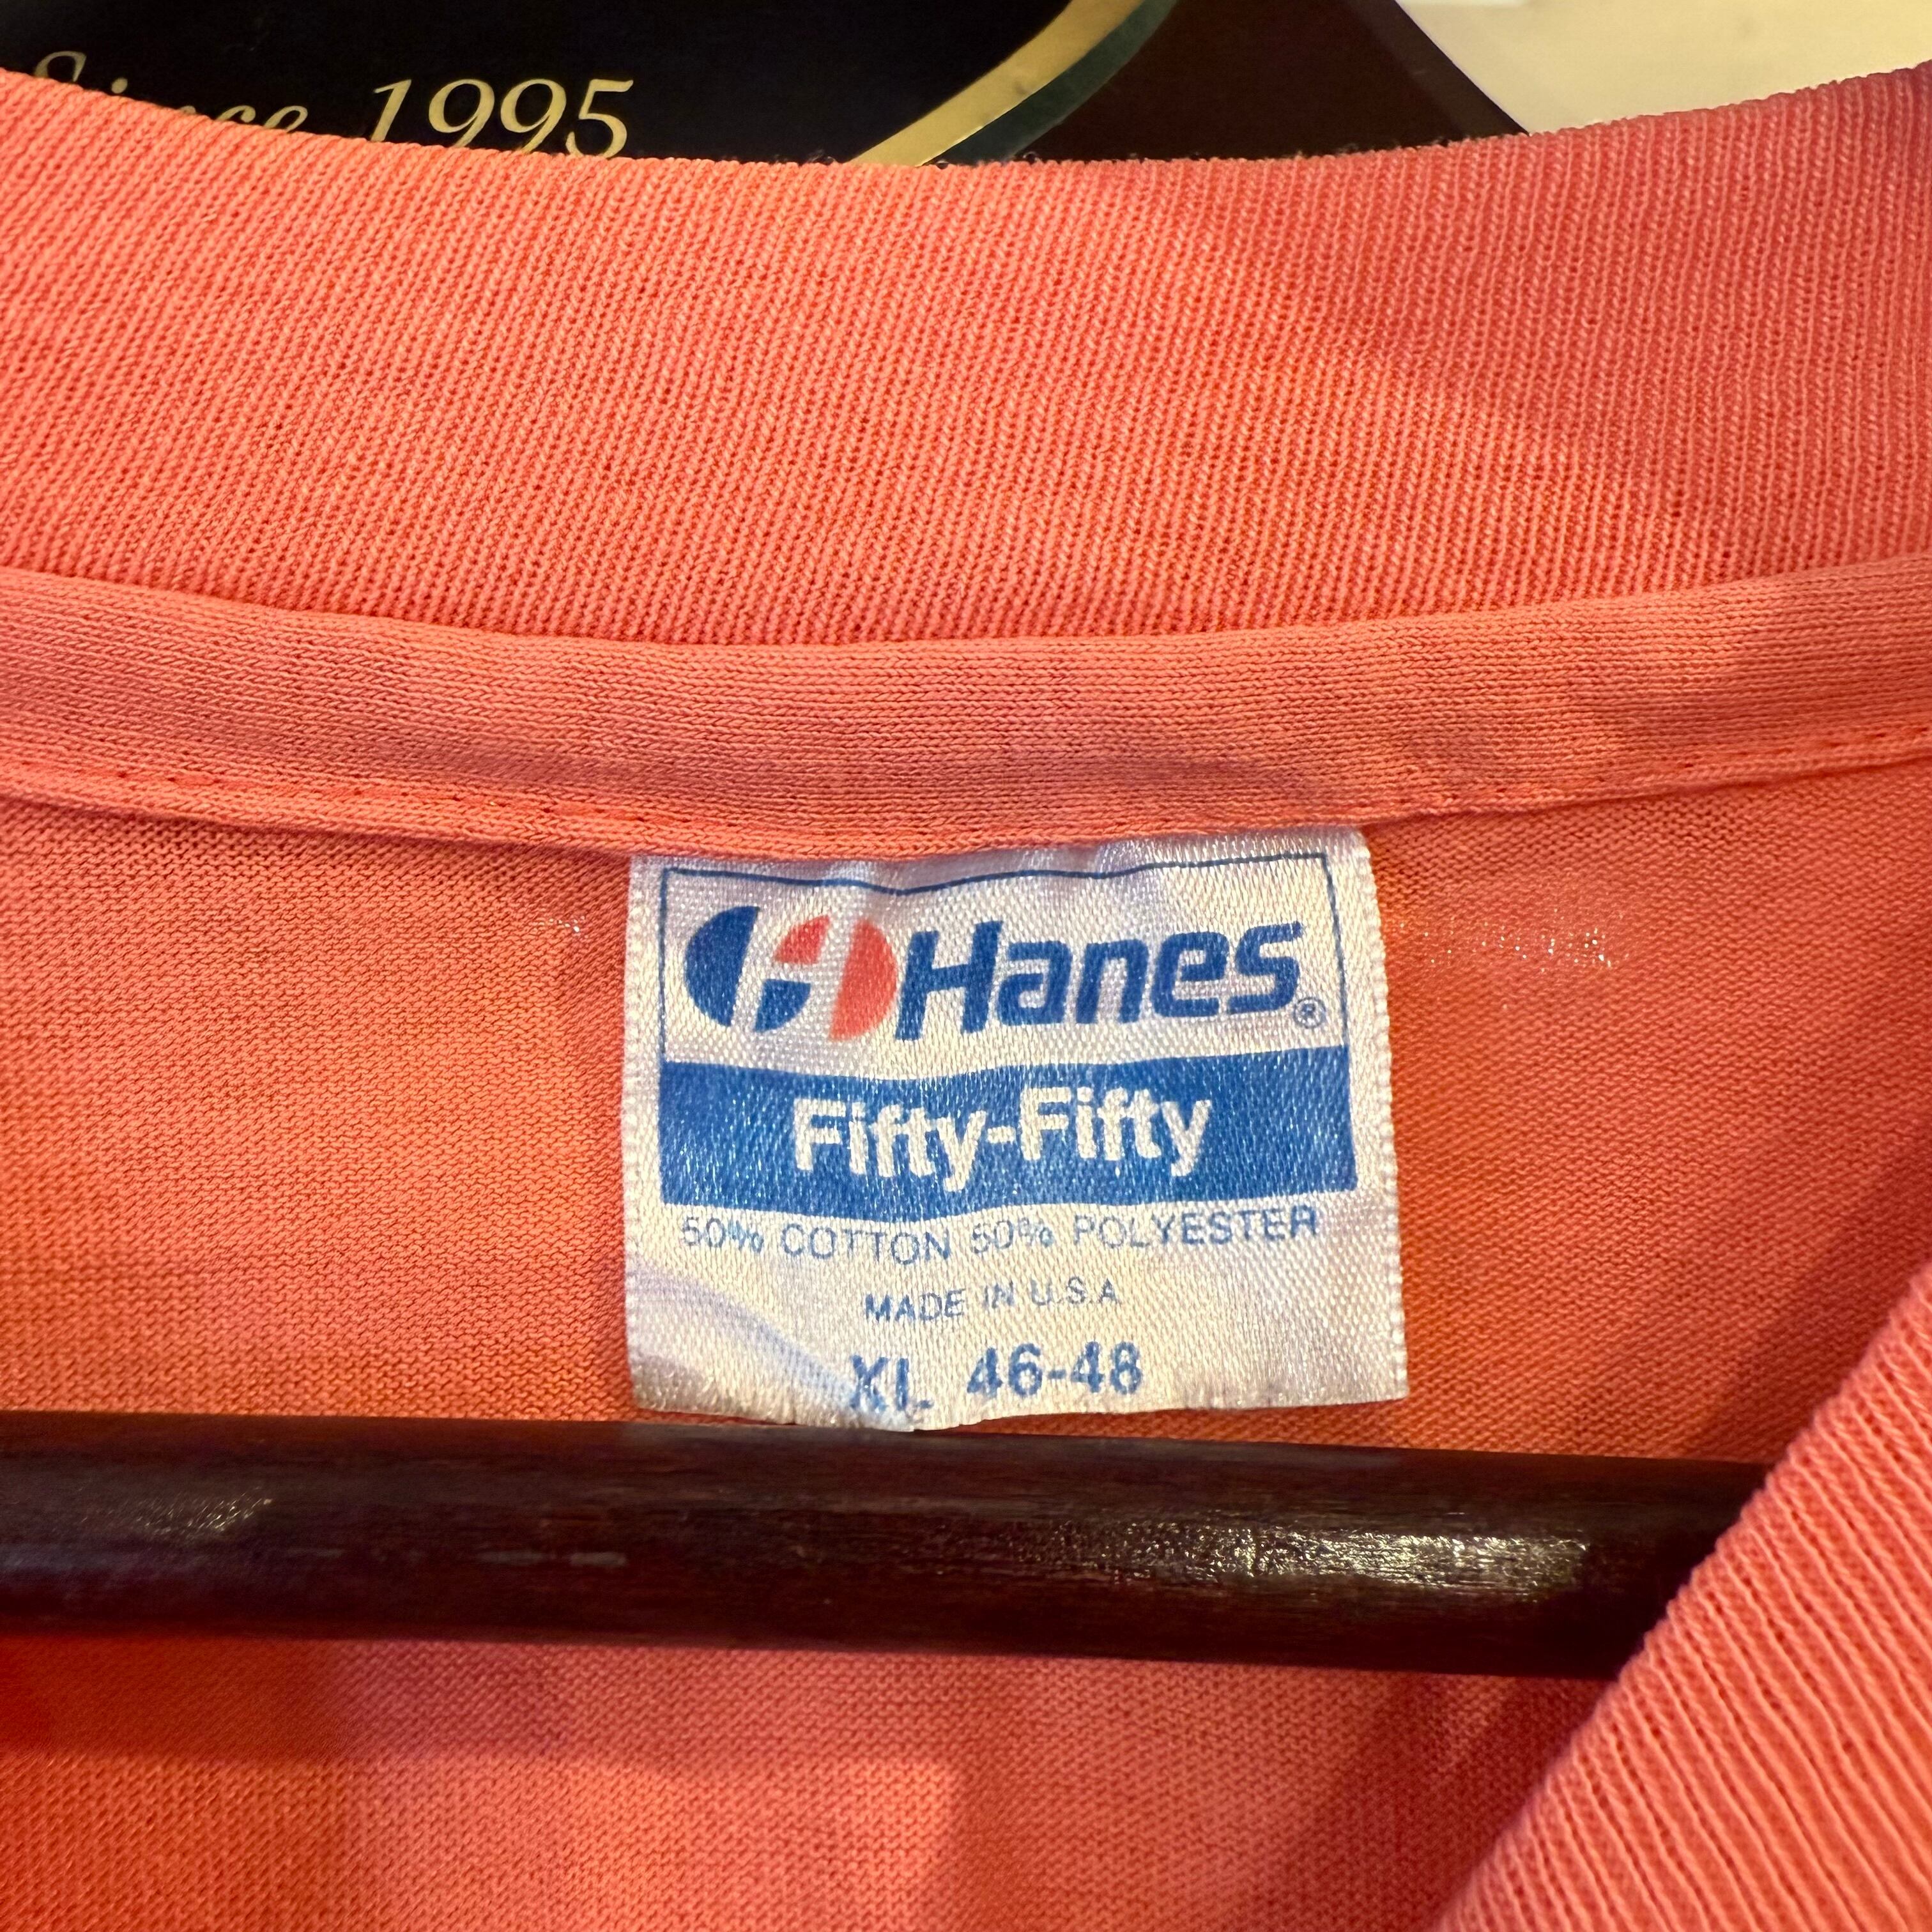 Since 1995
Hanes®
Fifty-Fifty
50% COTTON 50% POLYESTER
MADE IN U.S.A.
XL 46-48